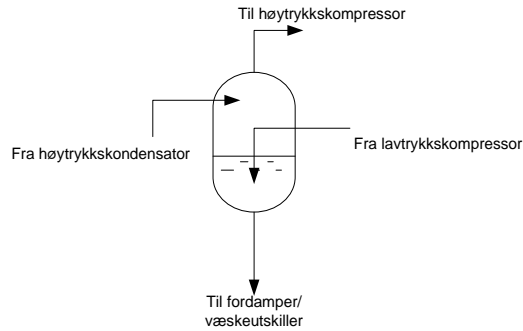 Til høytrykkskompressor
Fra høytrykkskondensator
Fra lavtrykkskompressor
Til fordamper/
væskeutskiller